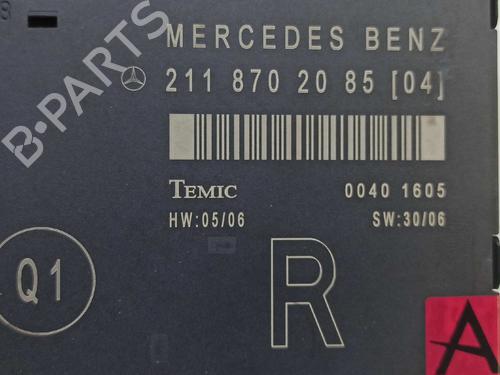 B-PARTS
MERCEDES BENZ
211 870 20 85 [04]
TEMIC 0040 1605
HW:05/06 SW:30/06
Q1
R
A